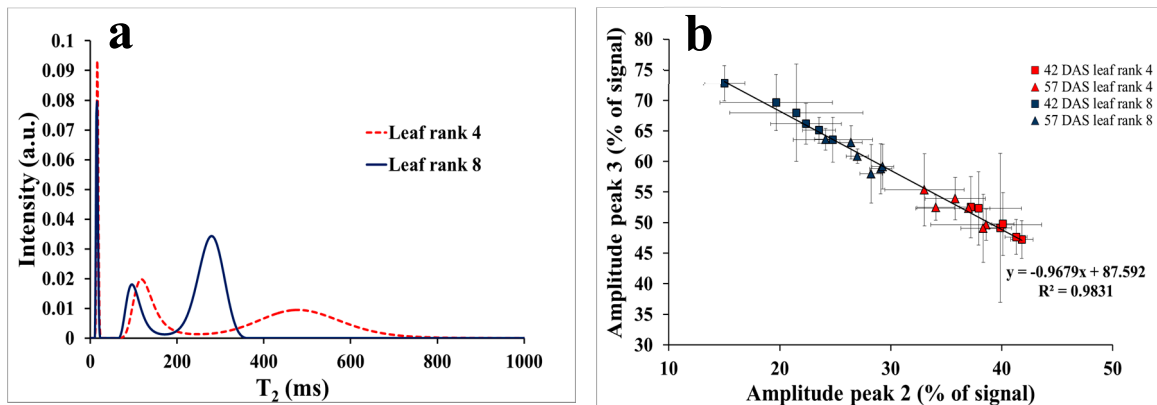 a
0.1
0.09
0.08
0.07
0.06
0.05
0.04
0.03
0.02
0.01
0
Intensity (a.u.)
Leaf rank 4
Leaf rank 8
0 200 400 600 800 1000
T₂ (ms)
b
80
75
70
65
60
55
50
45
40
35
30
Amplitude peak 3 (% of signal)
42 DAS leaf rank 4
57 DAS leaf rank 4
42 DAS leaf rank 8
57 DAS leaf rank 8
y = -0.9679x + 87.592
R² = 0.9831
10 20 30 40 50
Amplitude peak 2 (% of signal)